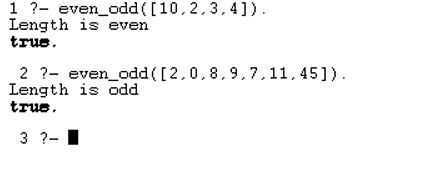 1 ?- even_odd([10,2,3,4]).
Length is even
true.
2 ?- even_odd([2,0,8,9,7,11,45]).
Length is odd
true.
3 ?-